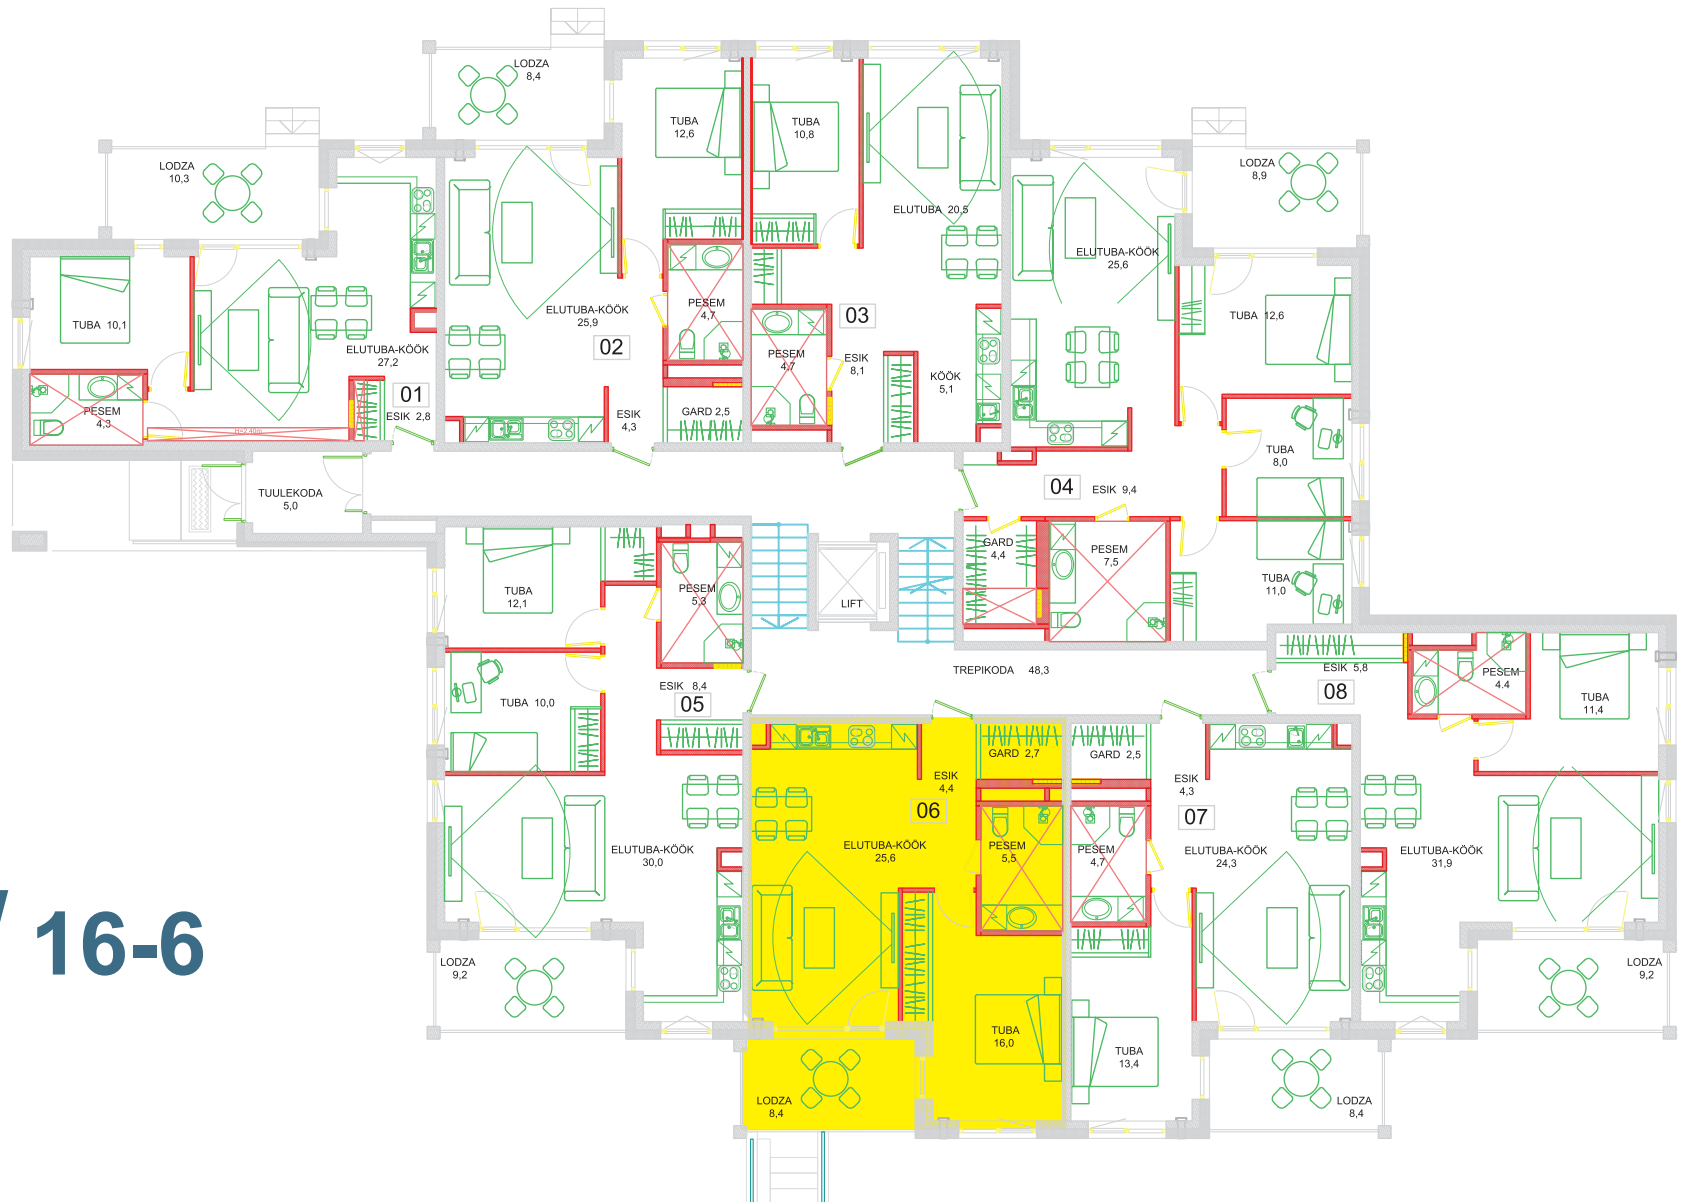 LODZA
8,4
LODZA
10,3
TUBA
12,6
TUBA
10,8
LODZA
8,9
ELUTUBA 20,5
ELUTUBA-KÖÖK
25,6
TUBA 10,1
ELUTUBA-KÖÖK
25,9
PESEM
4,7
03
TUBA 12,6
ELUTUBA-KÖÖK
27,2
02
PESEM
4,7
ESIK
8,1
KÖÖK
5,1
01
PESEM
4,3
ESIK 2,8
H=2.40m
ESIK
4,3
GARD 2,5
TUBA
8,0
TUULEKODA
5,0
04
ESIK 9,4
GARD
4,4
PESEM
7,5
TUBA
11,0
TUBA
12,1
PESEM
5,3
LIFT
TREPIKODA 48,3
ESIK 5,8
PESEM
4.4
TUBA
11,4
TUBA 10,0
ESIK 8,4
05
08
GARD 2,7
GARD 2,5
ESIK
4,4
ESIK
4,3
06
07
ELUTUBA-KÖÖK
30,0
ELUTUBA-KÖÖK
25,6
PESEM
5,5
PESEM
4,7
ELUTUBA-KÖÖK
24,3
ELUTUBA-KÖÖK
31,9
/ 16-6
LODZA
9,2
LODZA
9,2
TUBA
16,0
TUBA
13,4
LODZA
8,4
LODZA
8,4